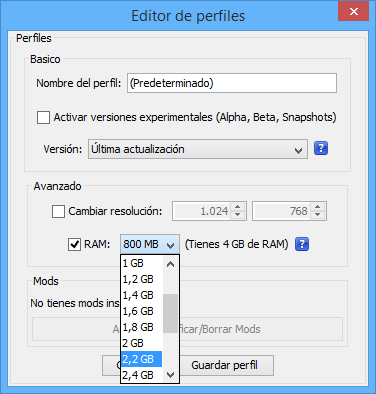 Editor de perfiles
Perfiles
Basico
Nombre del perfil: (Predeterminado)
Activar versiones experimentales (Alpha, Beta, Snapshots)
Versión: Última actualización ?
Avanzado
Cambiar resolución: 1.024 768
RAM: 800 MB (Tienes 4 GB de RAM) ?
1 GB
1,2 GB
1,4 GB
1,6 GB
1,8 GB
2 GB
2,2 GB
2,4 GB
Mods
No tienes mods ins
A ficar/Borrar Mods
Guardar perfil